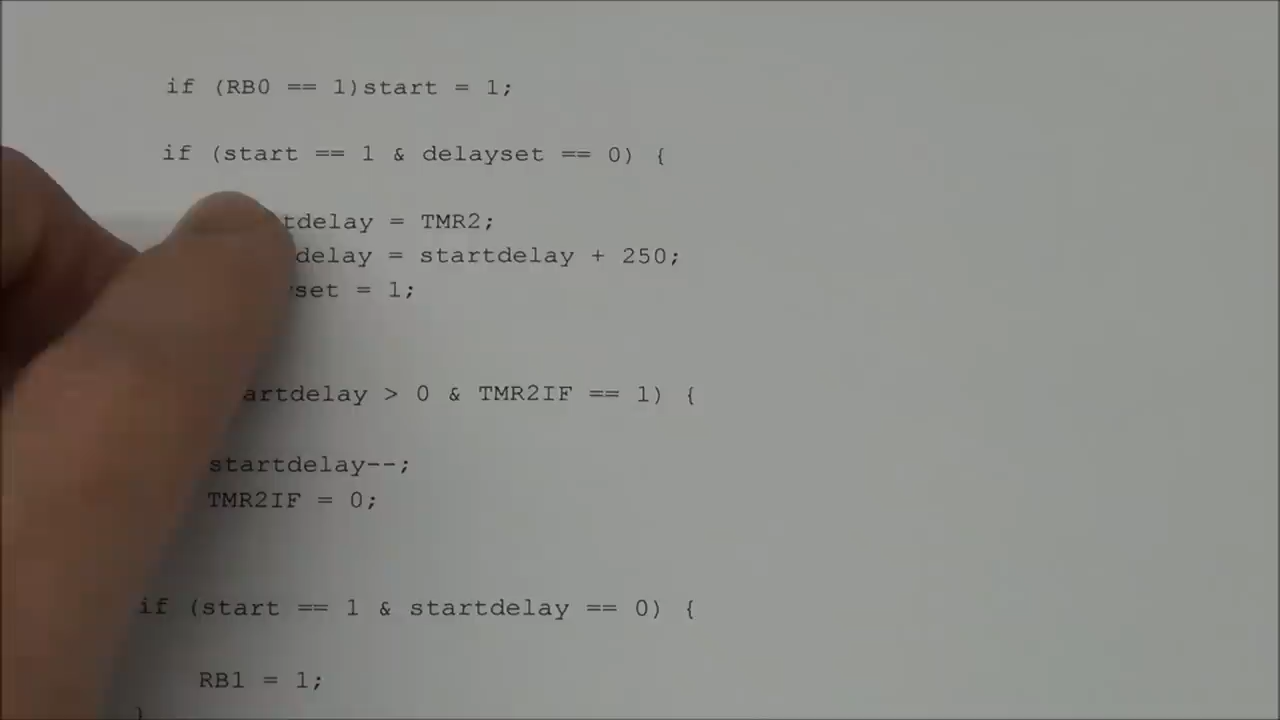 if (RB0 == 1)start = 1;
if (start == 1 & delayset == 0) {
tdelay = TMR2;
delay = startdelay + 250;
set = 1;
artdelay > 0 & TMR2IF == 1) {
startdelay--;
TMR2IF = 0;
if (start == 1 & startdelay == 0) {
RB1 = 1;
}